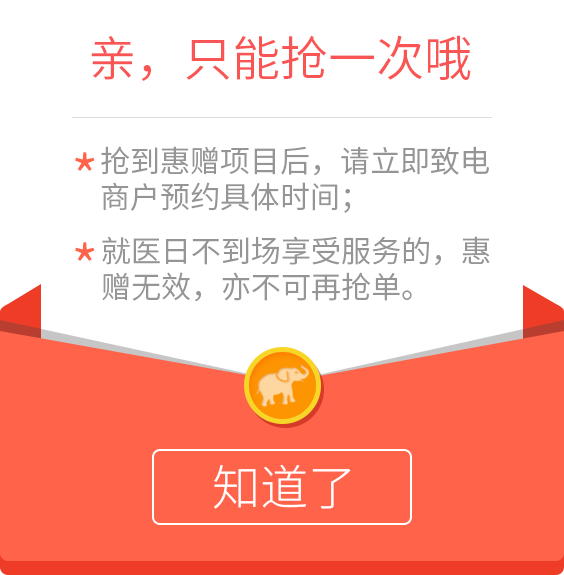 亲，只能抢一次哦
*抢到惠赠项目后，请立即致电
商户预约具体时间；
*就医日不到场享受服务的，惠
赠无效，亦不可再抢单。
知道了